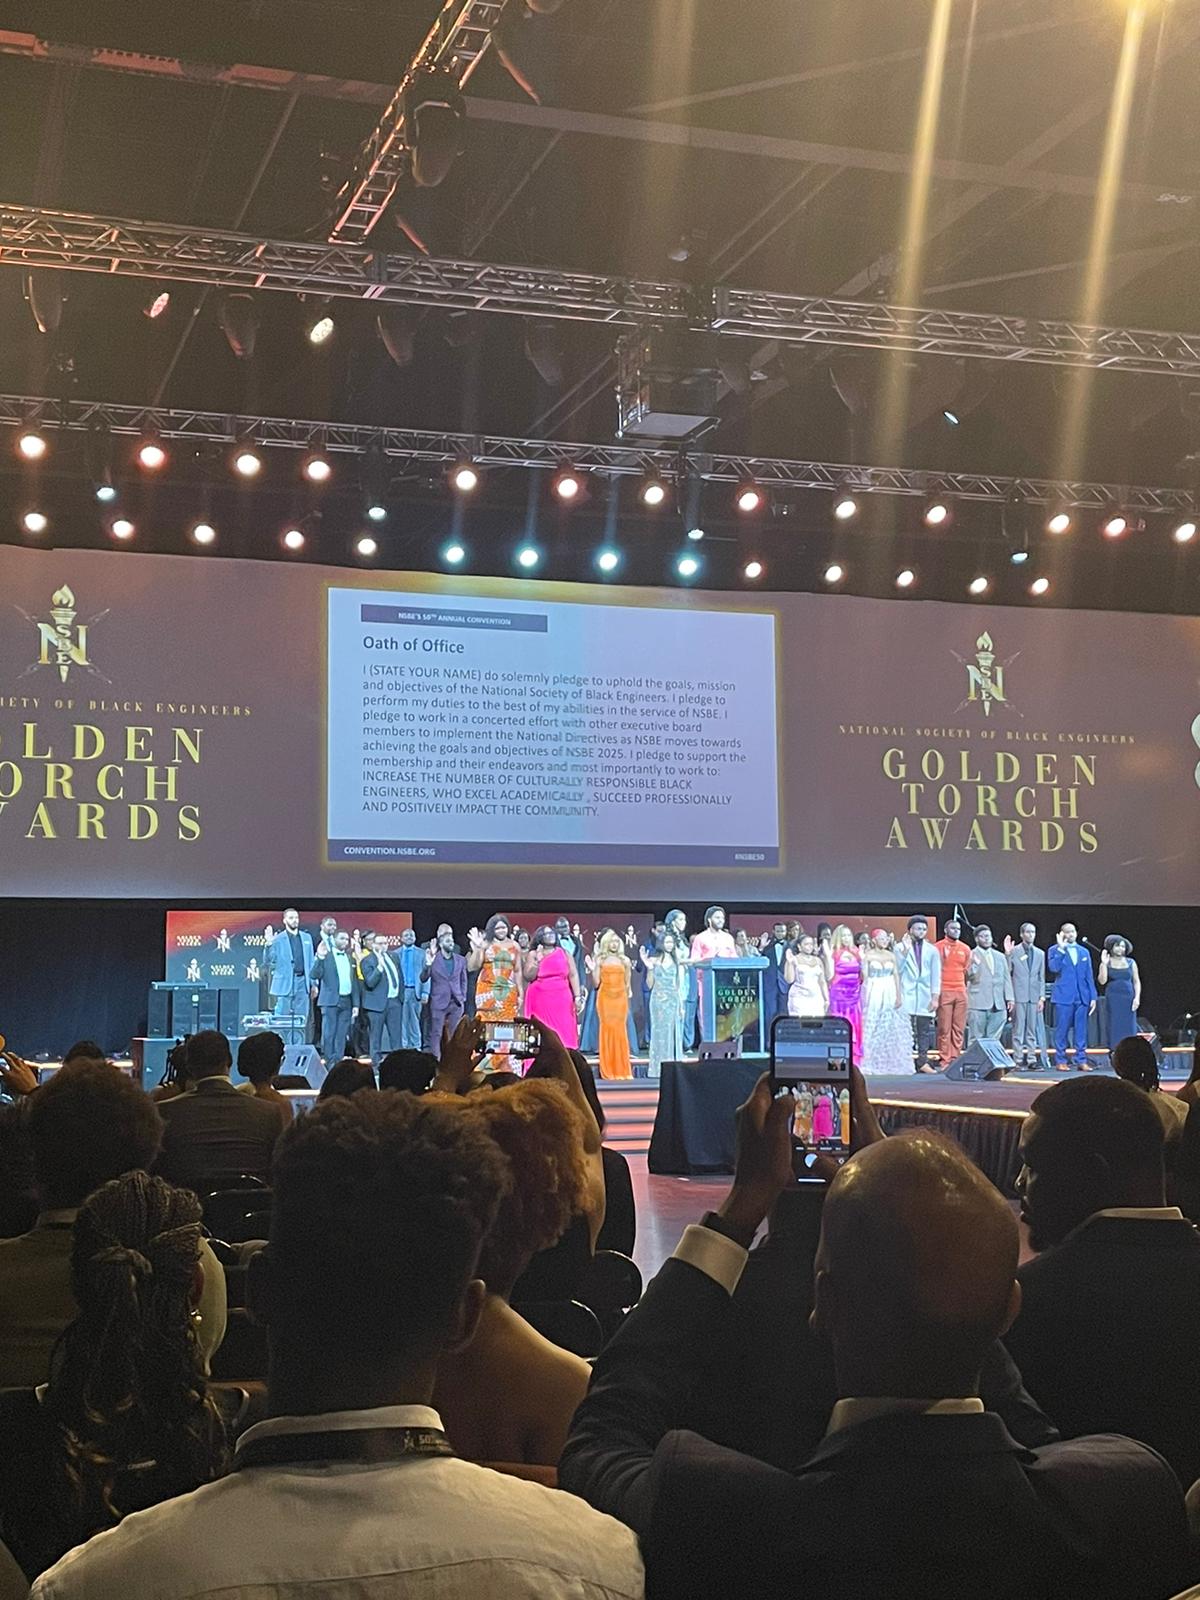 NSBE'S 50TH ANNUAL CONVENTION
Oath of Office
I (STATE YOUR NAME) do solemnly pledge to uphold the goals, mission
and objectives of the National Society of Black Engineers. I pledge to
perform my duties to the best of my abilities in the service of NSBE. I
pledge to work in a concerted effort with other executive board
members to implement the National Directives as NSBE moves towards
achieving the goals and objectives of NSBE 2025. I pledge to support the
membership and their endeavors and most importantly to work to:
INCREASE THE NUMBER OF CULTURALLY RESPONSIBLE BLACK
ENGINEERS, WHO EXCEL ACADEMICALLY , SUCCEED PROFESSIONALLY
AND POSITIVELY IMPACT THE COMMUNITY.
CONVENTION.NSBE.ORG
#NSBE50
NSBE
IETY OF BLACK ENGINEERS
OLDEN
ORCH
WARDS
NSBE
NATIONAL SOCIETY OF BLACK ENGINEERS
GOLDEN
TORCH
AWARDS
GOLDEN
TORCH
AWARDS